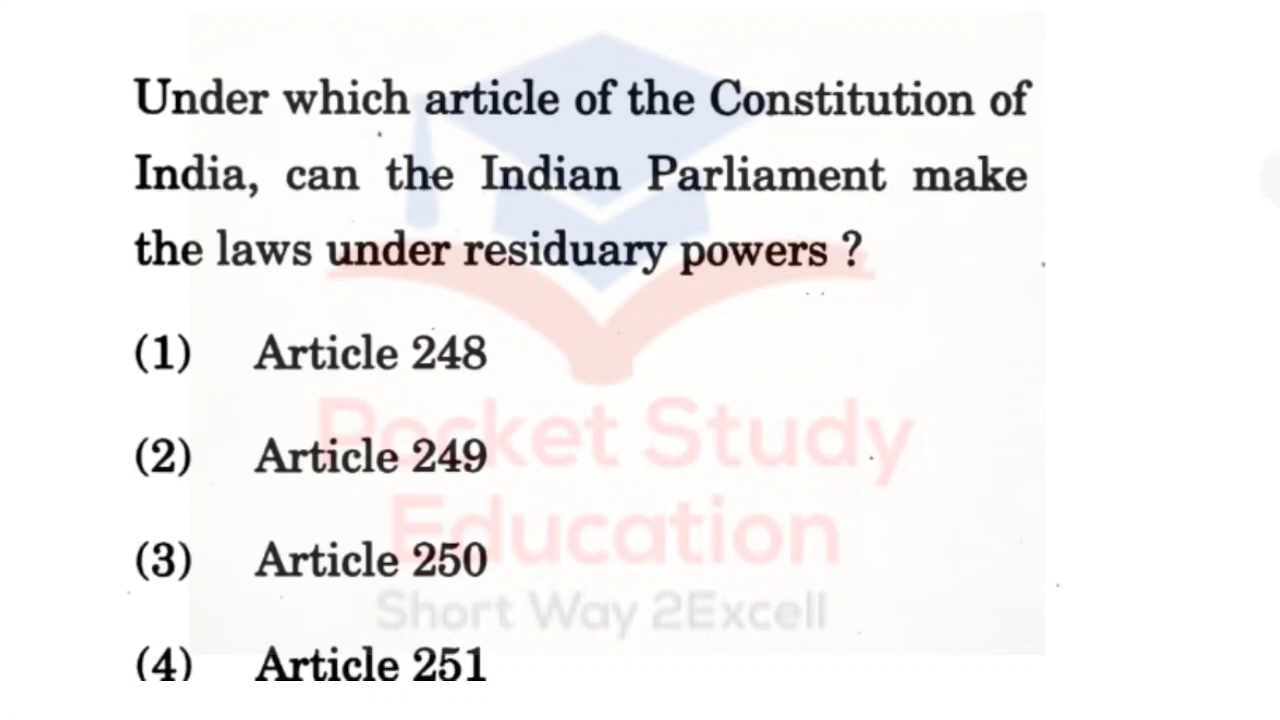 Under which article of the Constitution of
India, can the Indian Parliament make
the laws under residuary powers ?
(1) Article 248
(2) Article 249
Pocket Study
Education
(3) Article 250
Short Way 2Excell
(4) Article 251